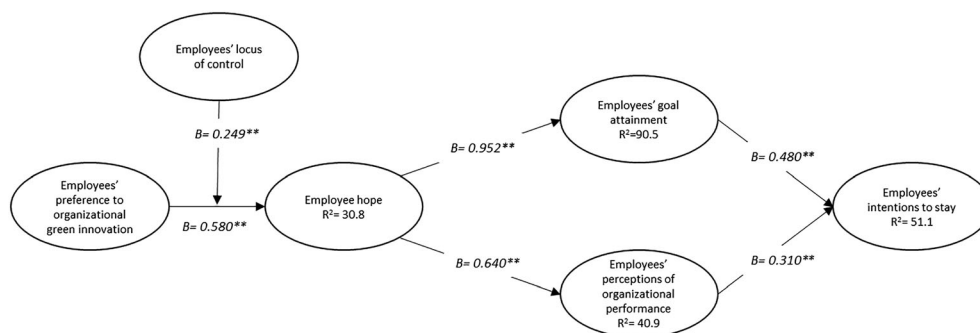 Employees' locus
of control
B= 0.249**
Employees'
preference to
organizational
green innovation
B= 0.580**
Employee hope
R²= 30.8
B= 0.952**
Employees' goal
attainment
R²=90.5
B= 0.480**
B= 0.640**
Employees'
perceptions of
organizational
performance
R²= 40.9
B= 0.310**
Employees'
intentions to stay
R²= 51.1